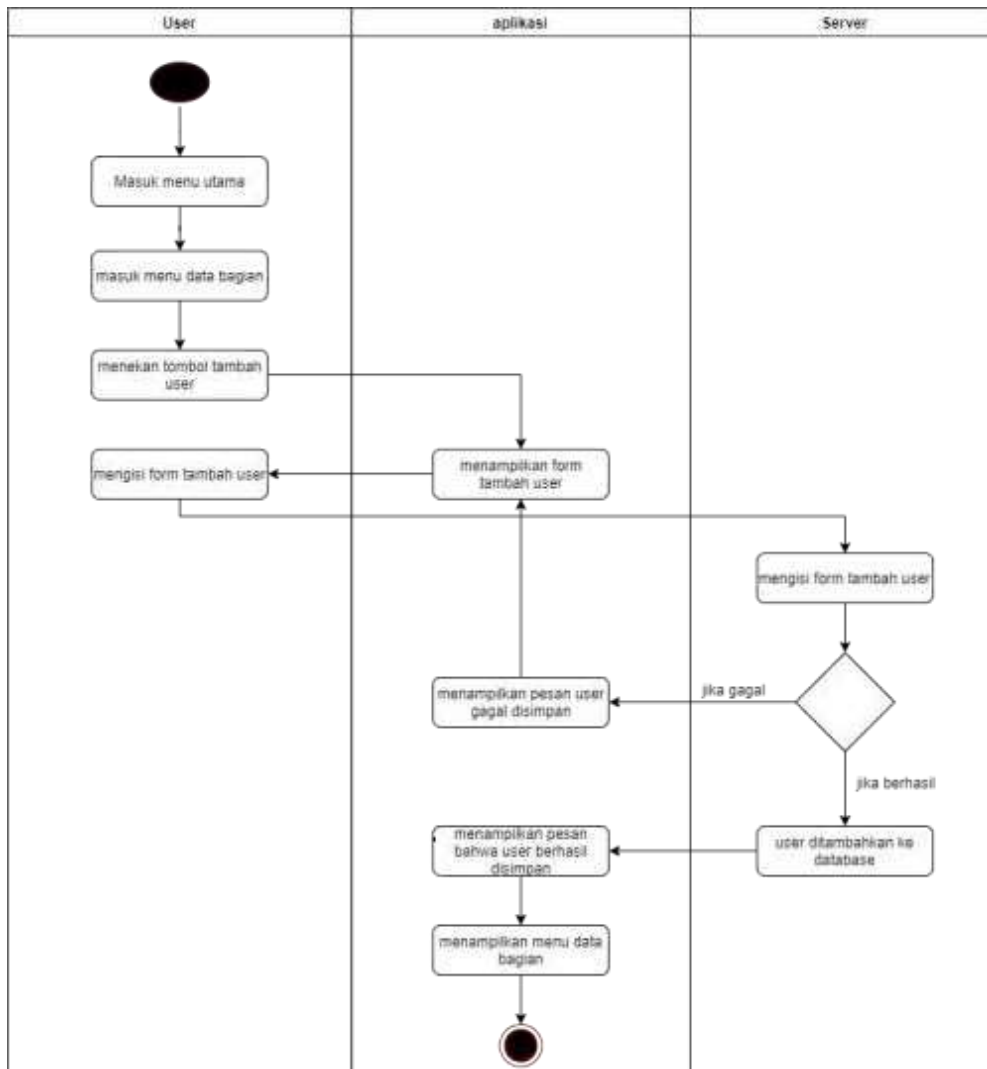 User
aplikasi
Server
Masuk menu utama
masuk menu data bagian
menekan tombol tambah
user
menampilkan form
tambah user
mengisi form tambah user
mengisi form tambah user
jika gagal
menampilkan pesan user
gagal disimpan
jika berhasil
user ditambahkan ke
database
menampilkan pesan
bahwa user berhasil
disimpan
menampilkan menu data
bagian